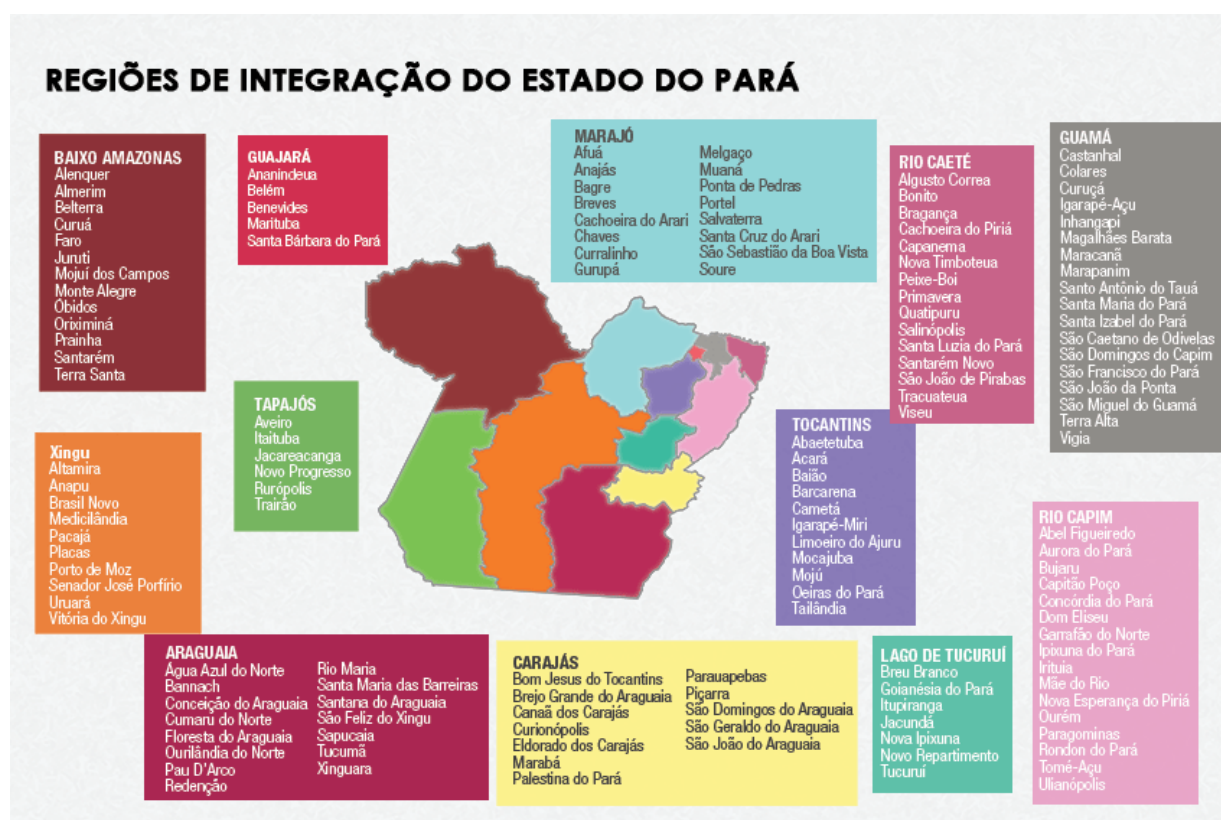 REGIÕES DE INTEGRAÇÃO DO ESTADO DO PARÁ
BAIXO AMAZONAS
Alenquer
Almerim
Belterra
Curuá
Faro
Juruti
Mojuí dos Campos
Monte Alegre
Óbidos
Oriximiná
Prainha
Santarém
Terra Santa
GUAJARÁ
Ananindeua
Belém
Benevides
Marituba
Santa Bárbara do Pará
MARAJÓ
Afuá
Anajás
Bagre
Breves
Cachoeira do Arari
Chaves
Curralinho
Gurupá
Melgaço
Muaná
Ponta de Pedras
Portel
Salvaterra
Santa Cruz do Arari
São Sebastião da Boa Vista
Soure
RIO CAETÉ
Algusto Correa
Bonito
Bragança
Cachoeira do Piriá
Capanema
Nova Timboteua
Peixe-Boi
Primavera
Quatipuru
Salinópolis
Santa Luzia do Pará
Santarém Novo
São João de Pirabas
Tracuateua
Viseu
GUAMÁ
Castanhal
Colares
Curuçá
Igarapé-Açu
Inhangapi
Magalhães Barata
Maracanã
Marapanim
Santo Antônio do Tauá
Santa Maria do Pará
Santa Izabel do Pará
São Caetano de Odivelas
São Domingos do Capim
São Francisco do Pará
São João da Ponta
São Miguel do Guamá
Terra Alta
Vigia
Xingu
Altamira
Anapu
Brasil Novo
Medicilândia
Pacajá
Placas
Porto de Moz
Senador José Porfírio
Uruará
Vitória do Xingu
TAPAJÓS
Aveiro
Itaituba
Jacareacanga
Novo Progresso
Rurópolis
Trairão
TOCANTINS
Abaetetuba
Acará
Baião
Barcarena
Cametá
Igarapé-Miri
Limoeiro do Ajuru
Mocajuba
Mojú
Oeiras do Pará
Tailândia
RIO CAPIM
Abel Figueiredo
Aurora do Pará
Bujaru
Capitão Poço
Concórdia do Pará
Dom Eliseu
Garrafão do Norte
Ipixuna do Pará
Irituia
Mãe do Rio
Nova Esperança do Piriá
Ourém
Paragominas
Rondon do Pará
Tomé-Açu
Ulianópolis
ARAGUAIA
Água Azul do Norte
Bannach
Conceição do Araguaia
Cumarú do Norte
Floresta do Araguaia
Ourilândia do Norte
Pau D'Arco
Redenção
Rio Maria
Santa Maria das Barreiras
Santana do Araguaia
São Feliz do Xingu
Sapucaia
Tucumã
Xinguara
CARAJÁS
Bom Jesus do Tocantins
Brejo Grande do Araguaia
Canaã dos Carajás
Curionópolis
Eldorado dos Carajás
Marabá
Palestina do Pará
Parauapebas
Piçarra
São Domingos do Araguaia
São Geraldo do Araguaia
São João do Araguaia
LAGO DE TUCURUÍ
Breu Branco
Goianésia do Pará
Itupiranga
Jacundá
Nova Ipixuna
Novo Repartimento
Tucuruí